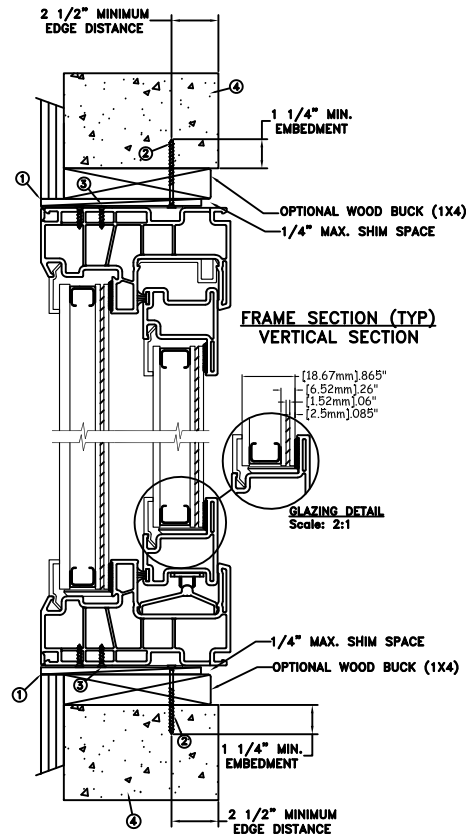 2 1/2" MINIMUM
EDGE DISTANCE
④
1 1/4" MIN.
EMBEDMENT
②
①
③
OPTIONAL WOOD BUCK (1X4)
1/4" MAX. SHIM SPACE
FRAME SECTION (TYP)
VERTICAL SECTION
[18.67mm].865"
[6.52mm].26"
[1.52mm].06"
[2.5mm].085"
GLAZING DETAIL
Scale: 2:1
1/4" MAX. SHIM SPACE
OPTIONAL WOOD BUCK (1X4)
①
③
②
1 1/4" MIN.
EMBEDMENT
④
2 1/2" MINIMUM
EDGE DISTANCE